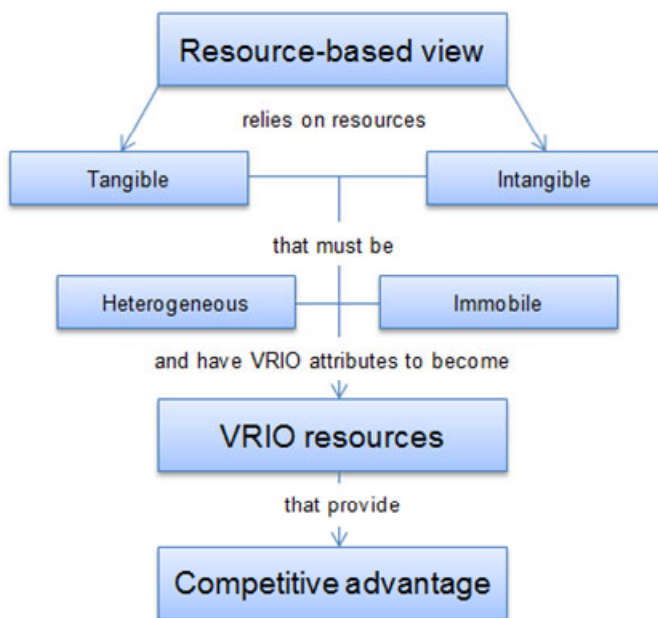 Resource-based view
relies on resources
Tangible
Intangible
that must be
Heterogeneous
Immobile
and have VRIO attributes to become
VRIO resources
that provide
Competitive advantage